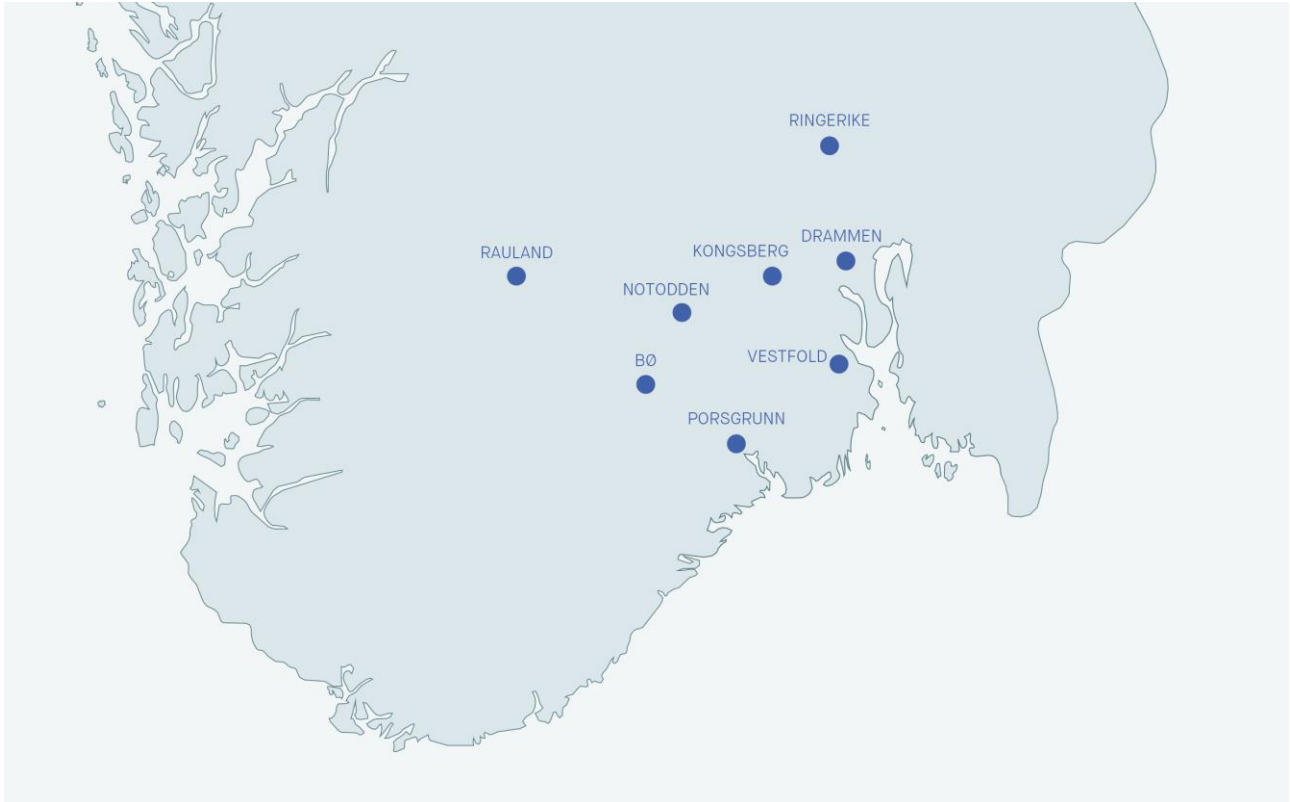 RINGERIKE
DRAMMEN
KONGSBERG
RAULAND
NOTODDEN
VESTFOLD
BØ
PORSGRUNN